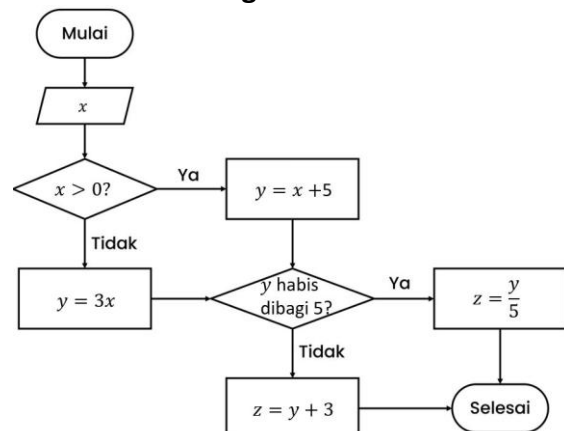 Mulai
x
x > 0?
Ya
y = x +5
Tidak
y = 3x
y habis
dibagi 5?
Ya
z = y/5
Tidak
z = y + 3
Selesai